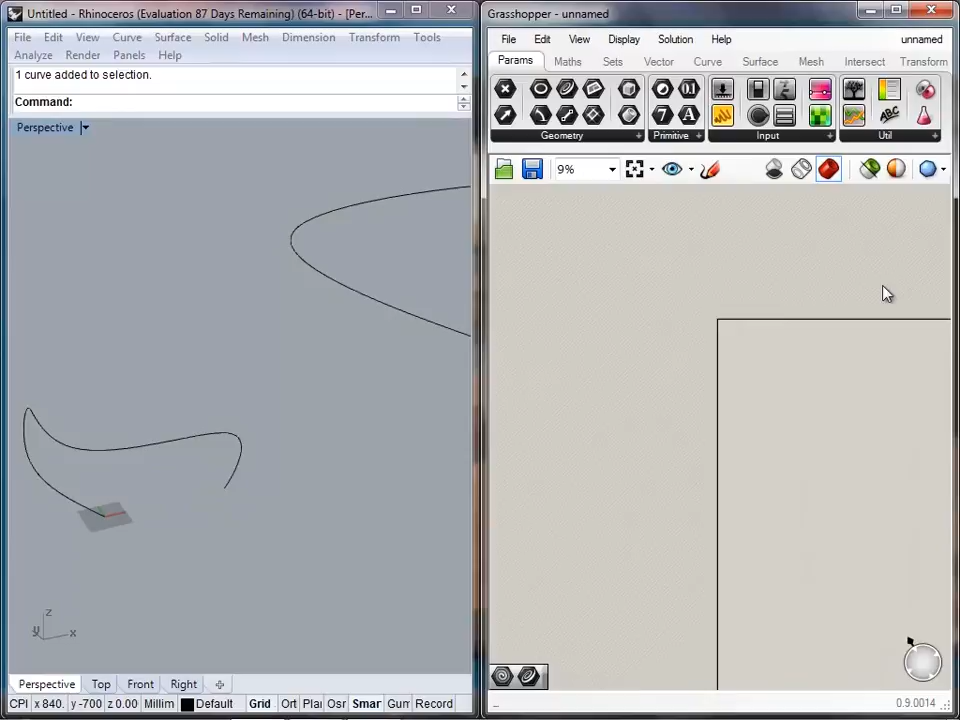 Untitled - Rhinoceros (Evaluation 87 Days Remaining) (64-bit) - [Per...
File Edit View Curve Surface Solid Mesh Dimension Transform Tools
Analyze Render Panels Help
1 curve added to selection.
Command:
Perspective
z
y x
Perspective Top Front Right
CPl x 840. y -700 z 0.00 Millim Default Grid Ort Plai Osr Smar Gum Record
Grasshopper - unnamed
File Edit View Display Solution Help unnamed
Params Maths Sets Vector Curve Surface Mesh Intersect Transform
Geometry Primitive Input Util
9%
0.9.0014